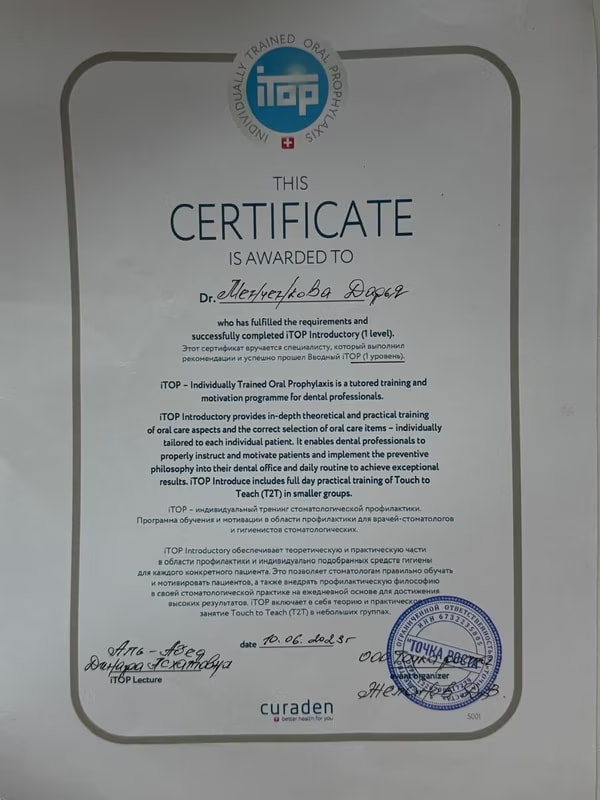 INDIVIDUALLY TRAINED ORAL PROPHYLAXIS
iTop
THIS
CERTIFICATE
IS AWARDED TO
Dr. Дарья
who has fulfilled the requirements and
successfully completed iTOP Introductory (1 level).
Этот сертификат вручается специалисту, который выполнил
рекомендации и успешно прошел Вводный iTOP (1 уровень).
iTOP – Individually Trained Oral Prophylaxis is a tutored training and
motivation programme for dental professionals.
iTOP Introductory provides in-depth theoretical and practical training
of oral care aspects and the correct selection of oral care items – individually
tailored to each individual patient. It enables dental professionals to
properly instruct and motivate patients and implement the preventive
philosophy into their dental office and daily routine to achieve exceptional
results. iTOP Introduce includes full day practical training of Touch to
Teach (T2T) in smaller groups.
iTOP – индивидуальный тренинг стоматологической профилактики.
Программа обучения и мотивации в области профилактики для врачей-стоматологов
и гигиенистов стоматологических.
iTOP Introductory обеспечивает теоретическую и практическую части
в области профилактики и индивидуально подобранных средств гигиены
для каждого конкретного пациента. Это позволяет стоматологам правильно обучать
и мотивировать пациентов, а также внедрять профилактическую философию
в своей стоматологической практике на ежедневной основе для достижения
высоких результатов. iTOP включает в себя теорию и практическое
занятие Touch to Teach (T2T) в небольших группах.
date 10.06.2023г
Аль-Азед
Динара Асхатовна
iTOP Lecture
ОГРАНИЧЕННОЙ ОТВЕТСТВЕННОСТЬЮ
ТОЧКА РОСТА
ООО Точка роста
event organizer
curaden
better health for you